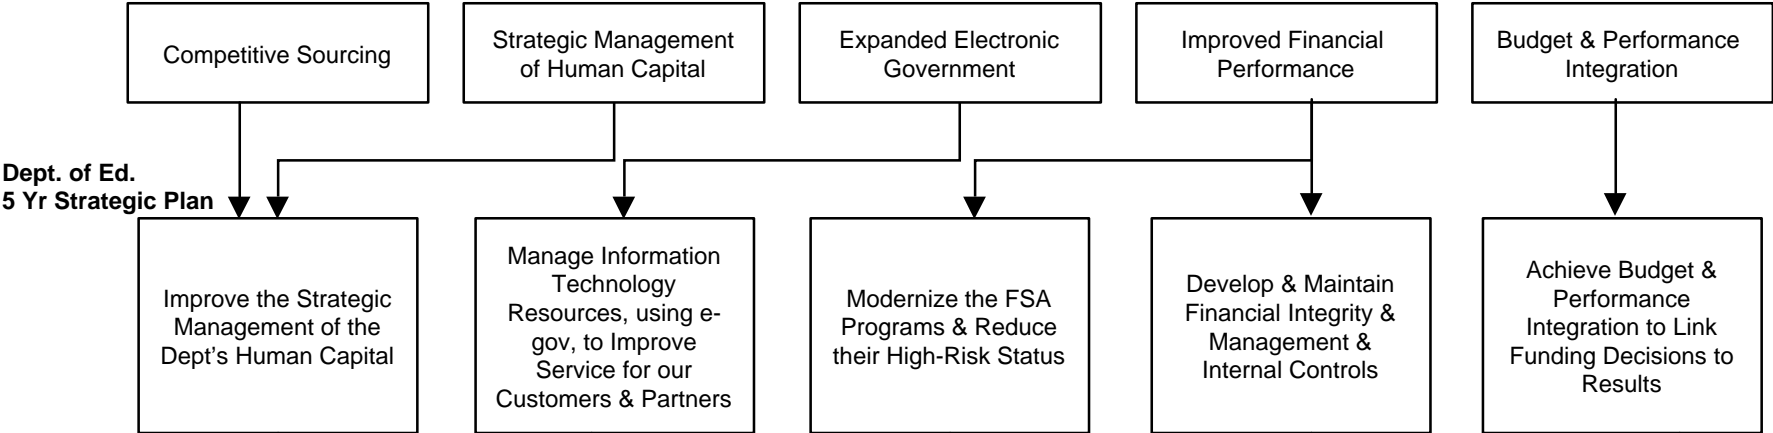 Competitive Sourcing
Strategic Management
of Human Capital
Expanded Electronic
Government
Improved Financial
Performance
Budget & Performance
Integration
Dept. of Ed.
5 Yr Strategic Plan
Improve the Strategic
Management of the
Dept’s Human Capital
Manage Information
Technology
Resources, using e-
gov, to Improve
Service for our
Customers & Partners
Modernize the FSA
Programs & Reduce
their High-Risk Status
Develop & Maintain
Financial Integrity &
Management &
Internal Controls
Achieve Budget &
Performance
Integration to Link
Funding Decisions to
Results